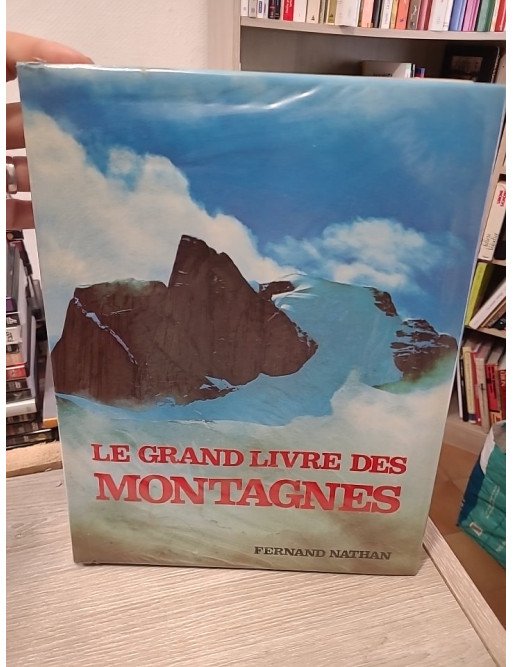 LE GRAND LIVRE DES
MONTAGNES
FERNAND NATHAN